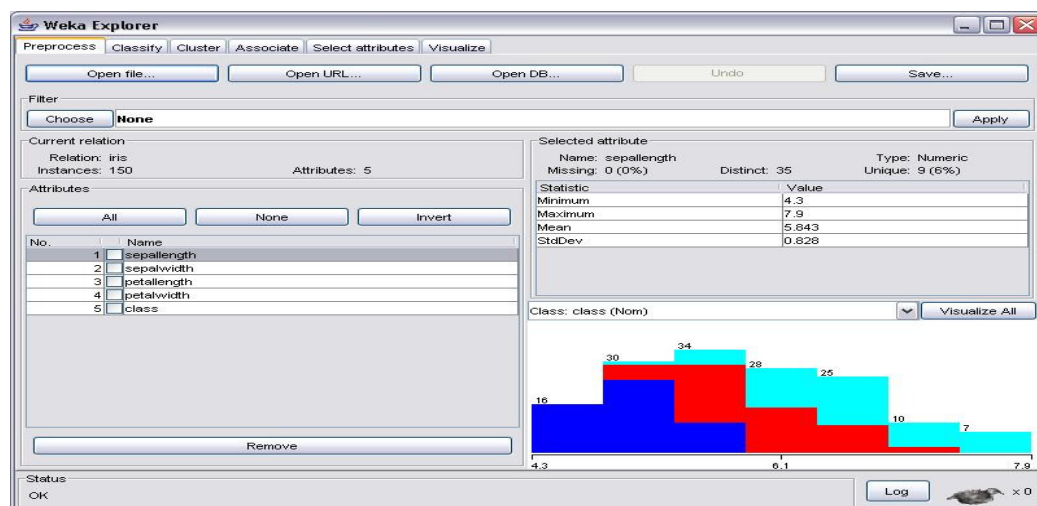 Weka Explorer
Preprocess Classify Cluster Associate Select attributes Visualize
Open file... Open URL... Open DB... Undo Save...
Filter
Choose None Apply
Current relation
Relation: iris
Instances: 150 Attributes: 5
Attributes
All None Invert
No. Name
1 sepallength
2 sepalwidth
3 petallength
4 petalwidth
5 class
Remove
Selected attribute
Name: sepallength Type: Numeric
Missing: 0 (0%) Distinct: 35 Unique: 9 (6%)
Statistic Value
Minimum 4.3
Maximum 7.9
Mean 5.843
StdDev 0.828
Class: class (Nom) Visualize All
16 30 34 28 25 10 7
4.3 6.1 7.9
Status
OK Log x 0